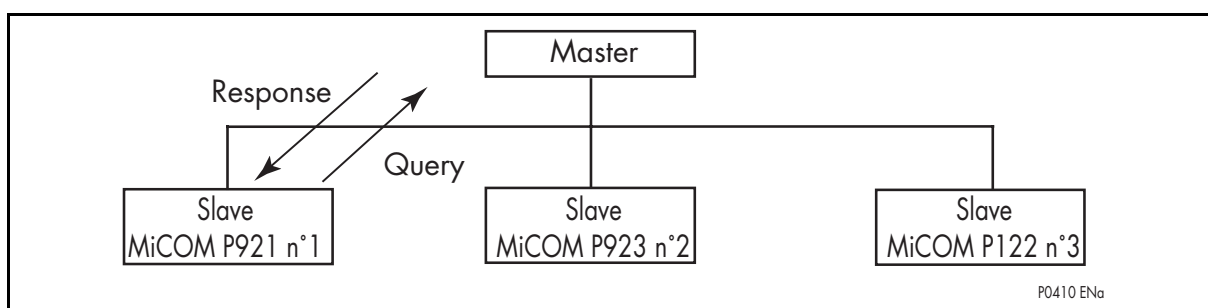 Master
Response
Query
Slave
MiCOM P921 n°1
Slave
MiCOM P923 n°2
Slave
MiCOM P122 n°3
P0410 ENa